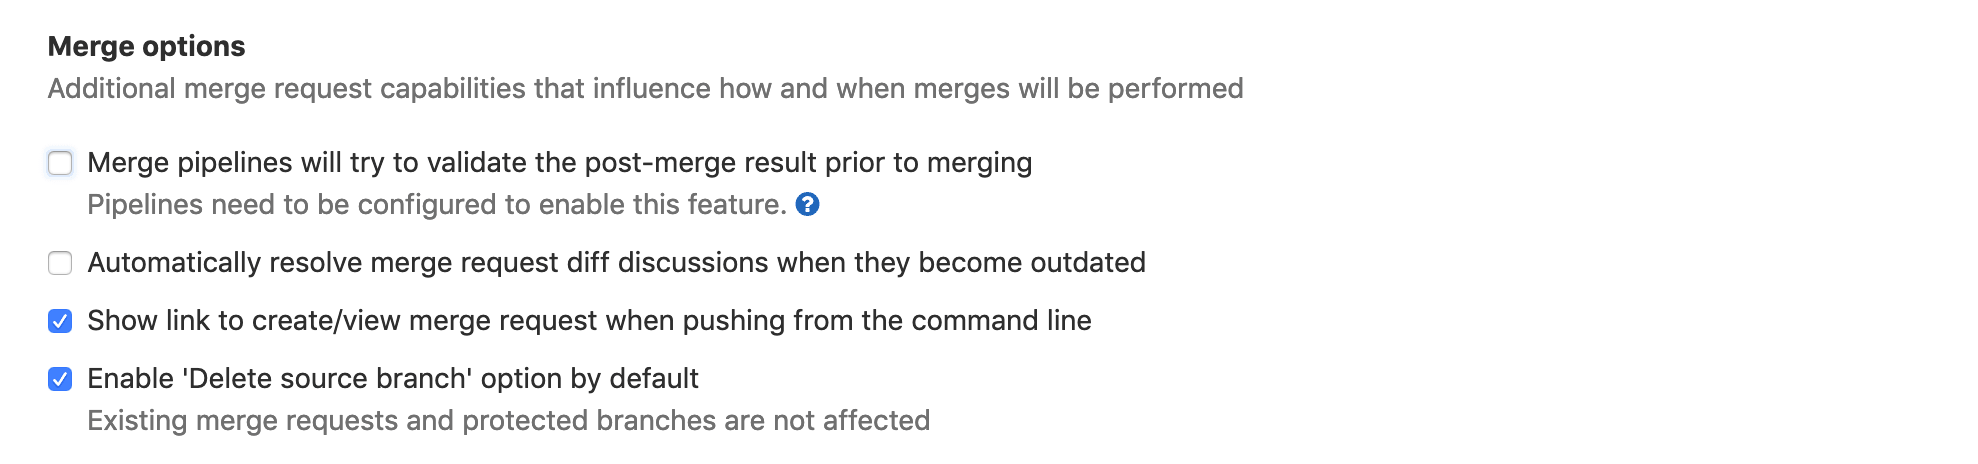 Merge options
Additional merge request capabilities that influence how and when merges will be performed
Merge pipelines will try to validate the post-merge result prior to merging
Pipelines need to be configured to enable this feature. ?
Automatically resolve merge request diff discussions when they become outdated
Show link to create/view merge request when pushing from the command line
Enable 'Delete source branch' option by default
Existing merge requests and protected branches are not affected